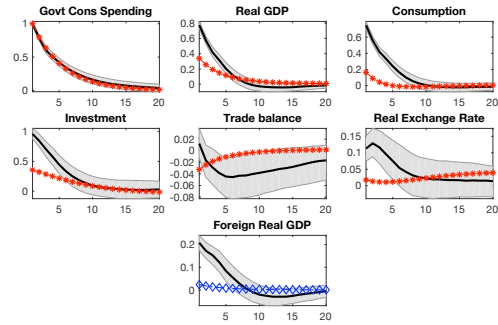 Govt Cons Spending Real GDP Consumption
1 0.5 0 5 10 15 20
0.8 0.6 0.4 0.2 0 5 10 15 20
0.6 0.4 0.2 0 5 10 15 20
Investment Trade balance Real Exchange Rate
1 0.5 0 5 10 15 20
0 -0.02 -0.04 -0.06 -0.08 5 10 15 20
0.15 0.1 0.05 0 5 10 15 20
Foreign Real GDP
0.2 0.1 0 5 10 15 20